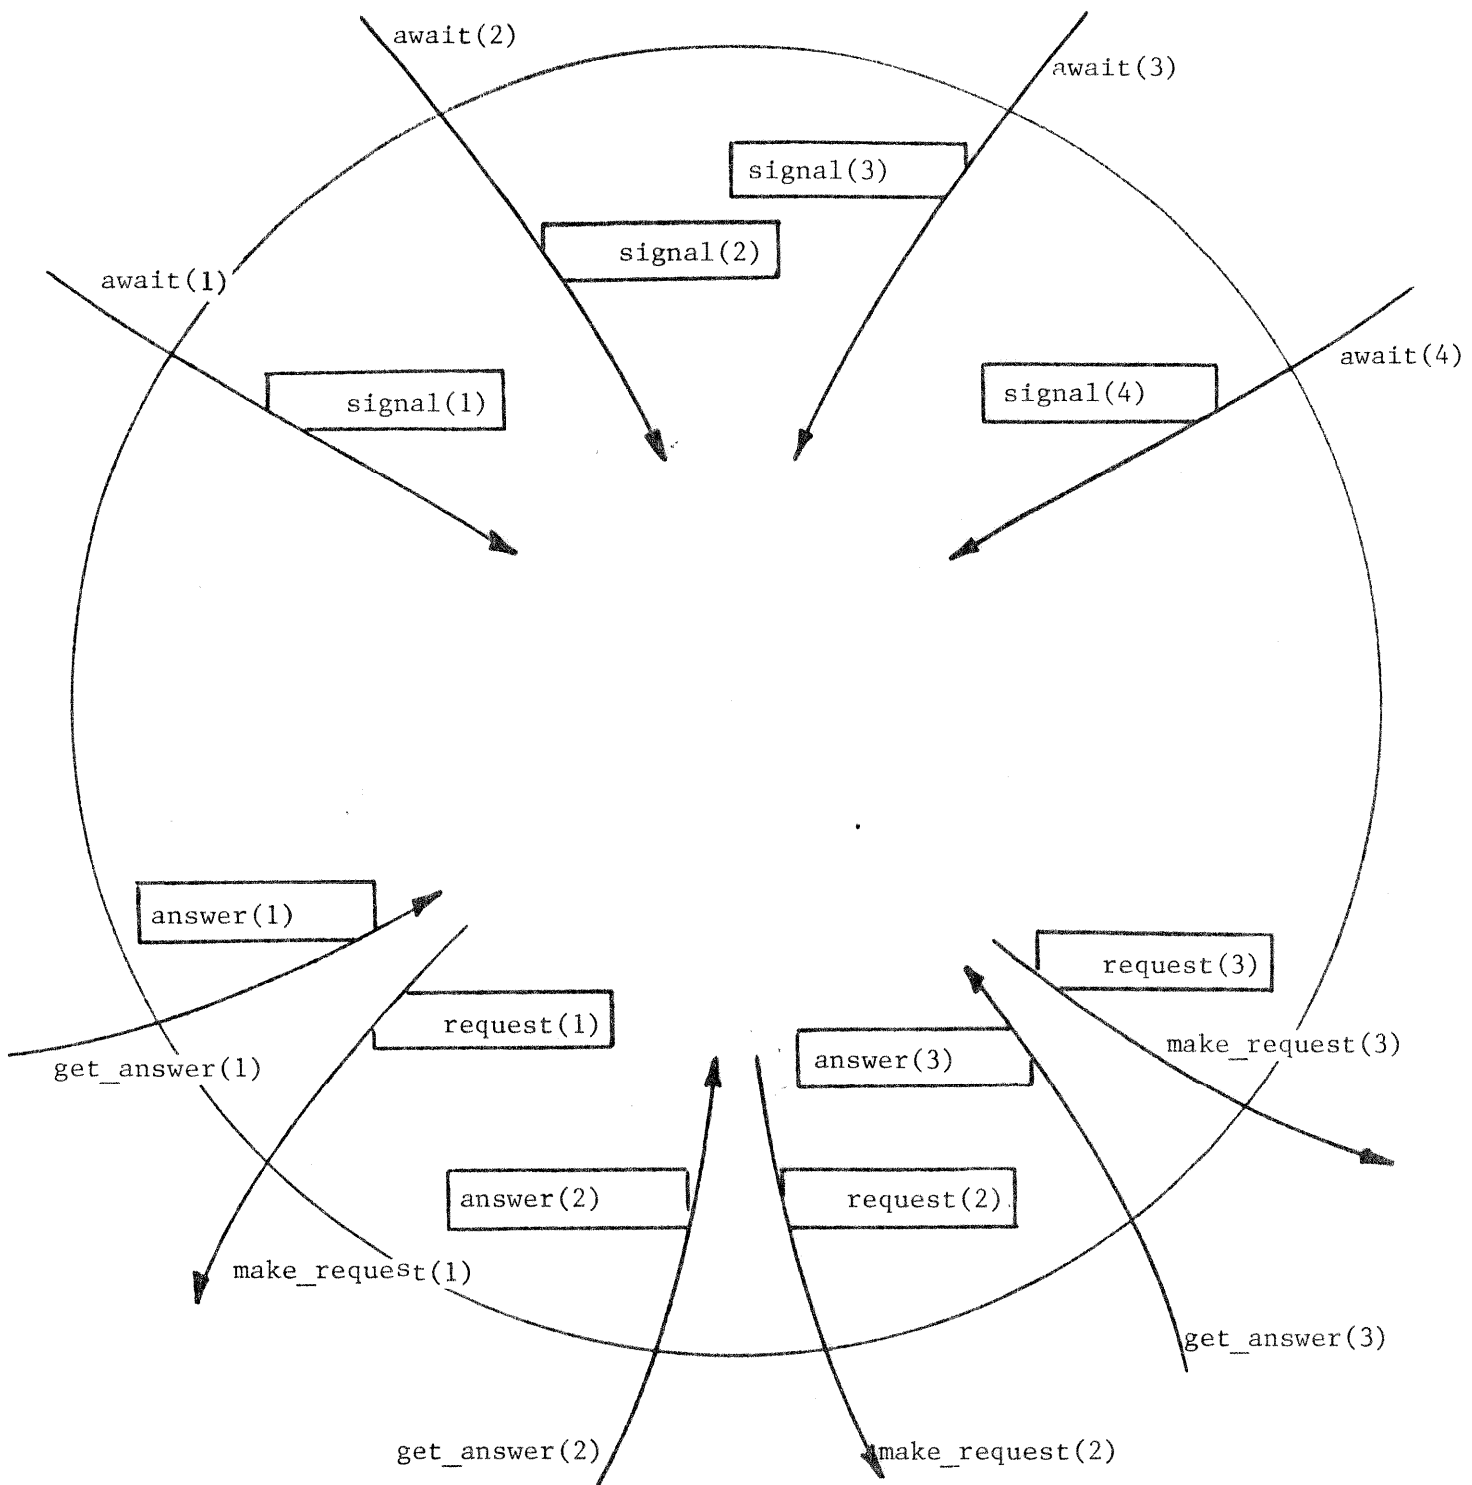 await(2)
await(3)
signal(3)
signal(2)
await(1)
await(4)
signal(4)
signal(1)
answer(1)
request(3)
request(1)
make_request(3)
answer(3)
get_answer(1)
answer(2)
request(2)
make_request(1)
get_answer(3)
get_answer(2)
make_request(2)